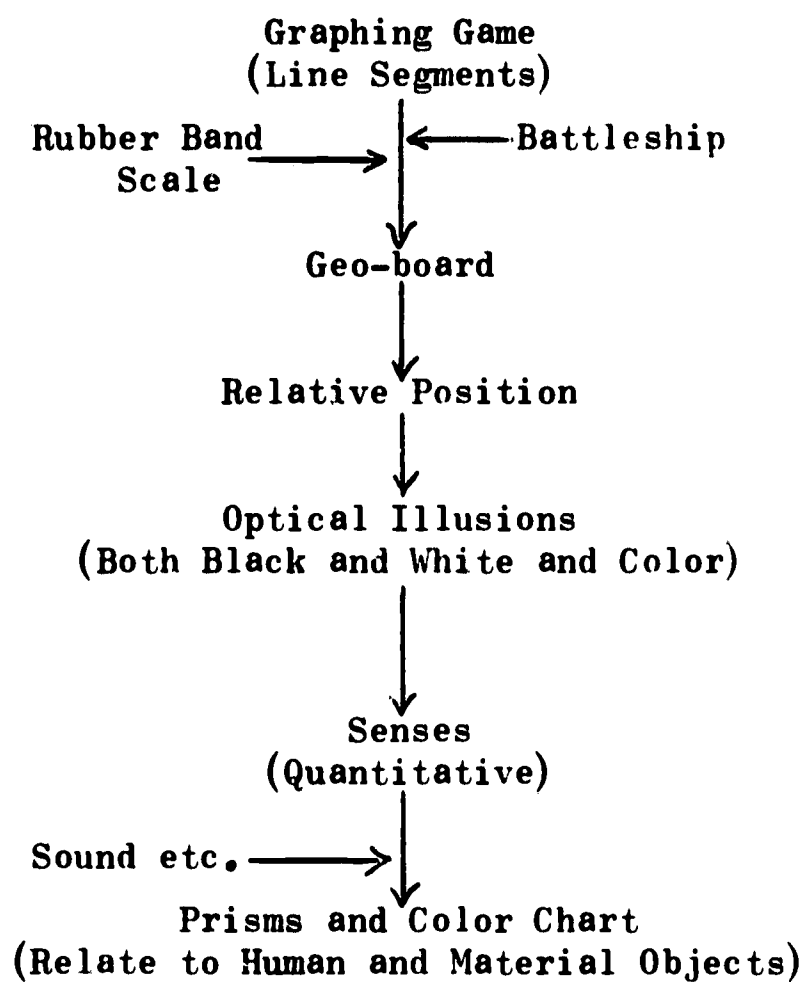 Graphing Game
(Line Segments)
Rubber Band
Scale
Battleship
Geo-board
Relative Position
Optical Illusions
(Both Black and White and Color)
Senses
(Quantitative)
Sound etc.
Prisms and Color Chart
(Relate to Human and Material Objects)